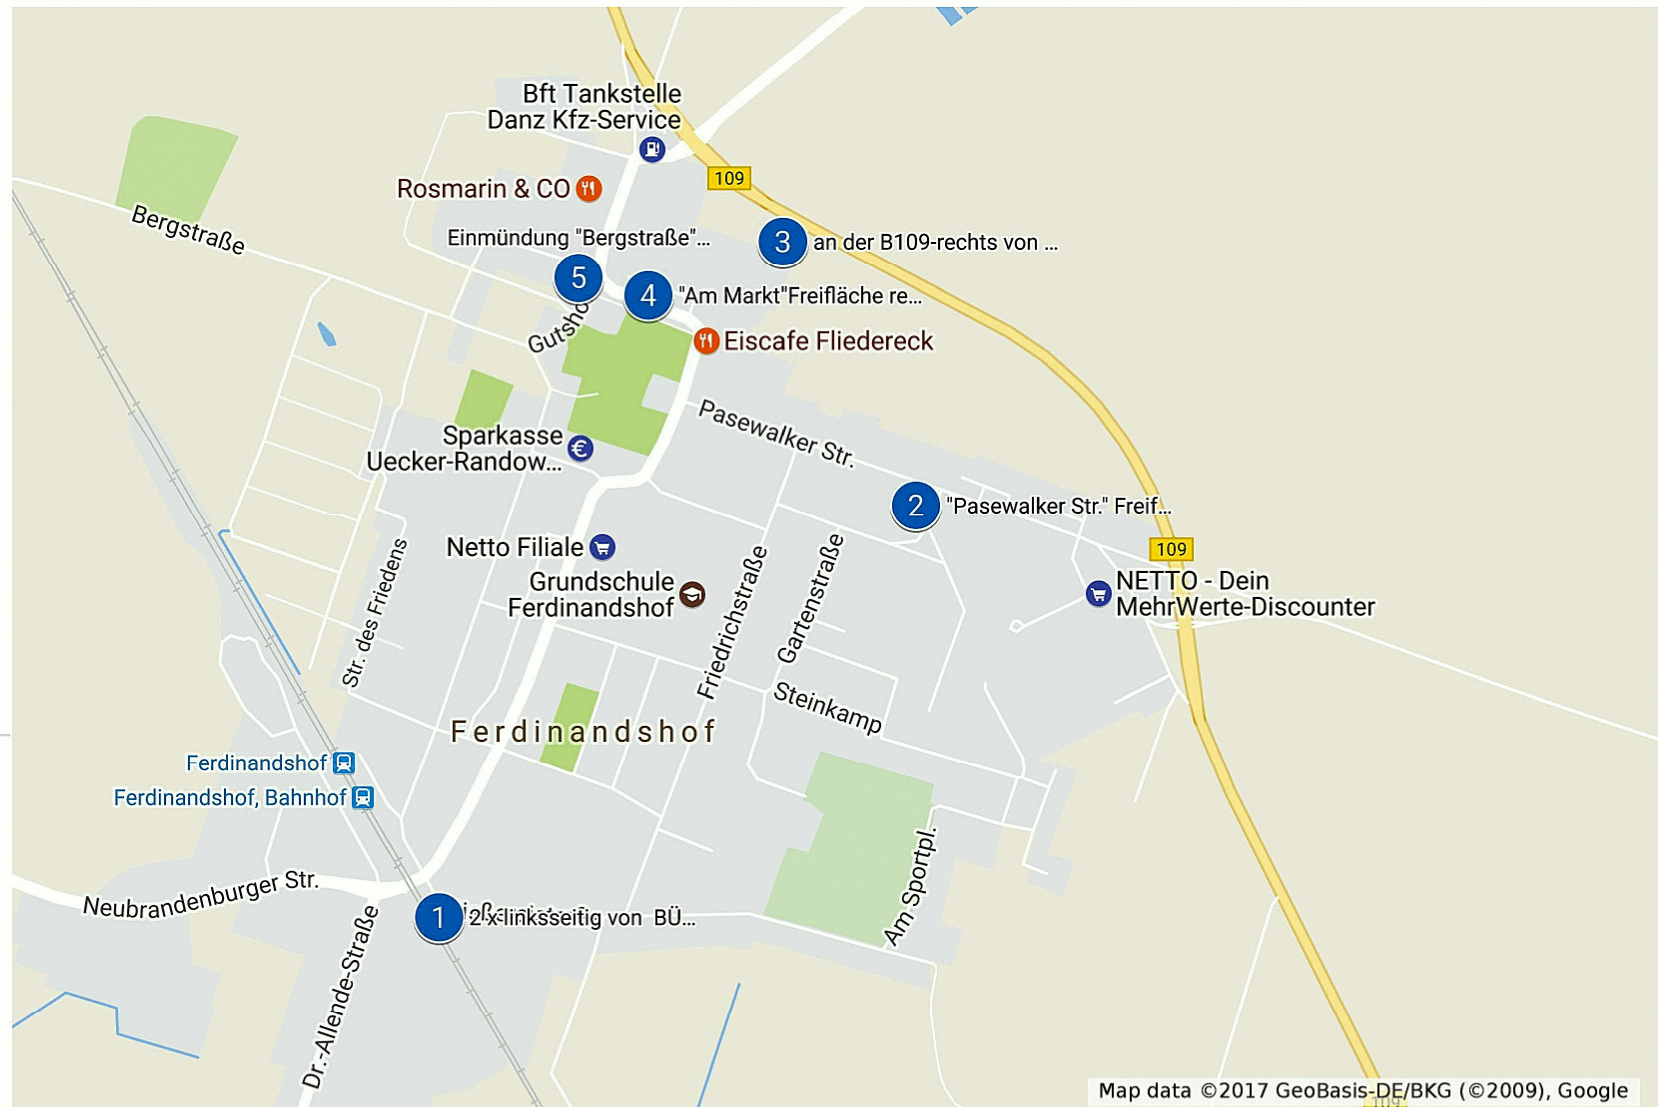 Bft Tankstelle
Danz Kfz-Service
109
Rosmarin & CO
Bergstraße
Einmündung "Bergstraße"...
3 an der B109-rechts von ...
5
4 "Am Markt"Freifläche re...
Eiscafe Fliedereck
Pasewalker Str.
Sparkasse
Uecker-Randow...
2 "Pasewalker Str." Freif...
Netto Filiale
109
Grundschule
Ferdinandshof
NETTO - Dein
MehrWerte-Discounter
Str. des Friedens
Friedrichstraße
Gartenstraße
Steinkamp
Ferdinandshof
Ferdinandshof
Ferdinandshof, Bahnhof
Am Sportpl.
Neubrandenburger Str.
1 2 x linksseitig von BÜ...
Dr.-Allende-Straße
Map data ©2017 GeoBasis-DE/BKG (©2009), Google
109